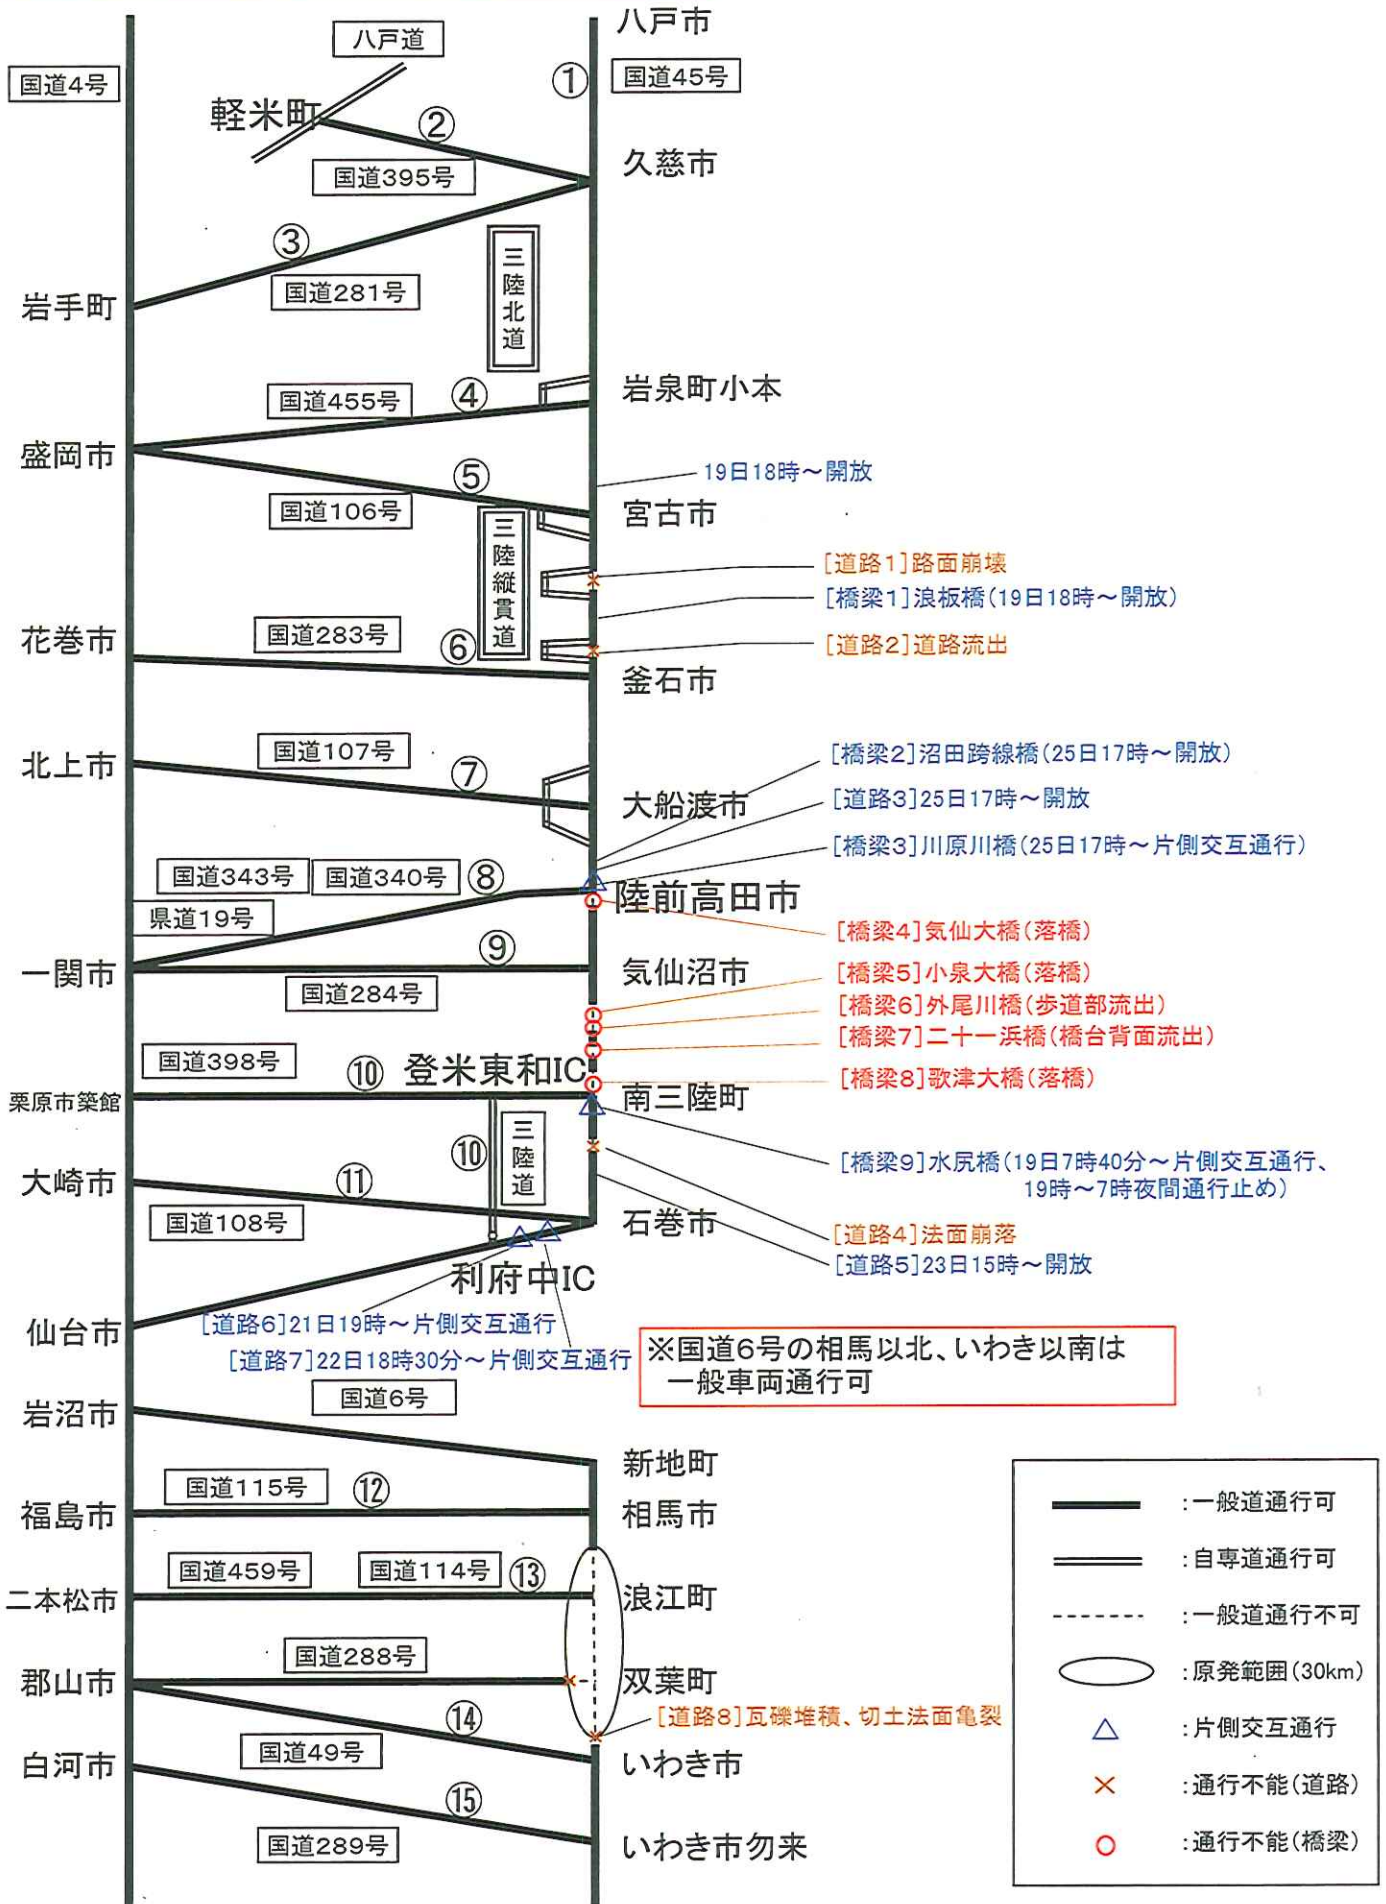 八戸市
八戸道
国道4号
①
国道45号
軽米町
②
久慈市
国道395号
③
三陸北道
国道281号
岩手町
岩泉町小本
国道455号
④
盛岡市
⑤
19日18時～開放
国道106号
宮古市
三陸縦貫道
[道路1]路面崩壊
[橋梁1]浪板橋(19日18時～開放)
花巻市
国道283号
⑥
[道路2]道路流出
釜石市
国道107号
北上市
⑦
[橋梁2]沼田跨線橋(25日17時～開放)
大船渡市
[道路3]25日17時～開放
[橋梁3]川原川橋(25日17時～片側交互通行)
国道343号
国道340号
⑧
陸前高田市
県道19号
[橋梁4]気仙大橋(落橋)
⑨
一関市
気仙沼市
[橋梁5]小泉大橋(落橋)
国道284号
[橋梁6]外尾川橋(歩道部流出)
[橋梁7]二十一浜橋(橋台背面流出)
国道398号
⑩
登米東和IC
[橋梁8]歌津大橋(落橋)
栗原市築館
南三陸町
⑩
三陸道
[橋梁9]水尻橋(19日7時40分～片側交互通行、
19時～7時夜間通行止め)
大崎市
⑪
国道108号
石巻市
[道路4]法面崩落
[道路5]23日15時～開放
利府中IC
仙台市
[道路6]21日19時～片側交互通行
[道路7]22日18時30分～片側交互通行
※国道6号の相馬以北、いわき以南は
一般車両通行可
国道6号
岩沼市
新地町
国道115号
⑫
福島市
相馬市
国道459号
国道114号
⑬
二本松市
浪江町
国道288号
郡山市
双葉町
[道路8]瓦礫堆積、切土法面亀裂
⑭
国道49号
いわき市
白河市
⑮
国道289号
いわき市勿来
:一般道通行可
:自専道通行可
:一般道通行不可
:原発範囲(30km)
:片側交互通行
:通行不能(道路)
:通行不能(橋梁)